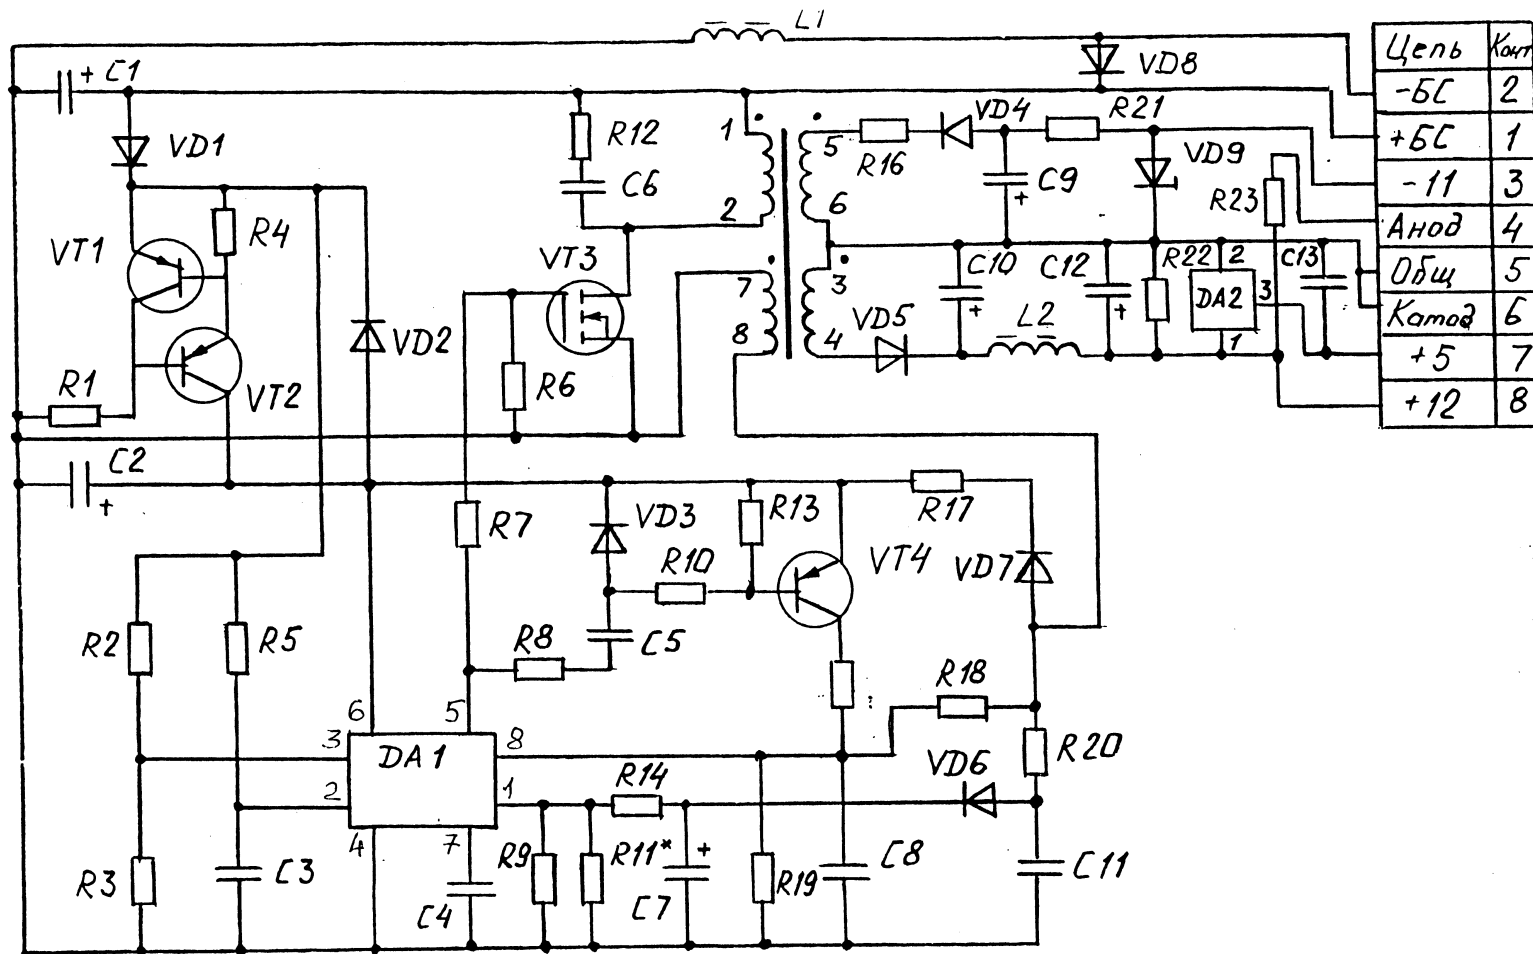 L1
Цепь Конт
-БС 2
+БС 1
-11 3
Анод 4
Общ 5
Катод 6
+5 7
+12 8
+ C1
VD8
VD1
R12
C6
1
2
5
6
R16
VD4
R21
C9
+
VD9
R23
VT1
R4
VT3
7
8
3
4
C10
+
C12
+
R22
2
DA2
3
1
C13
VD5
L2
VD2
R1
VT2
R6
C2
+
R7
VD3
R13
R17
R10
VT4
VD7
R2
R5
R8
C5
R18
6
5
3
DA1
8
2
1
4
7
R14
VD6
R20
R3
C3
C4
R9
R11*
+
C7
R19
C8
C11